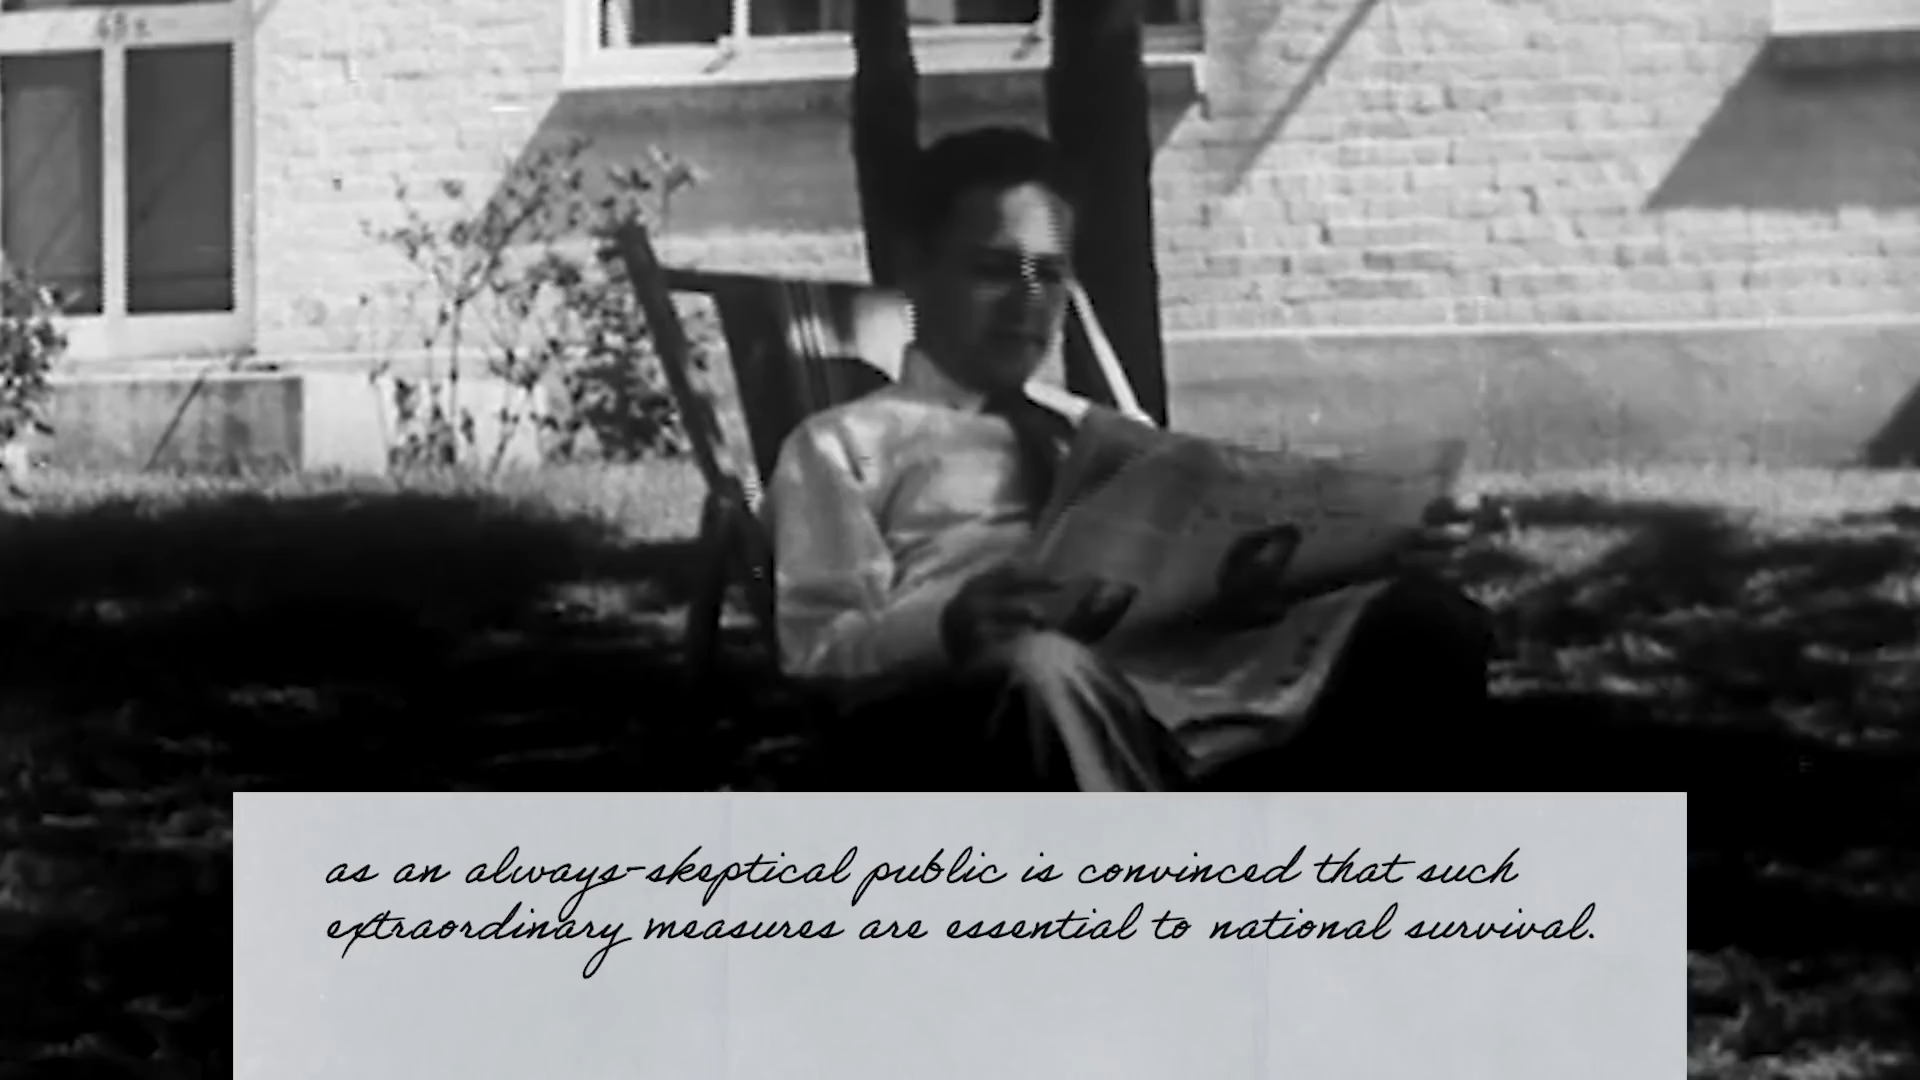 as an always-skeptical public is convinced that such
extraordinary measures are essential to national survival.